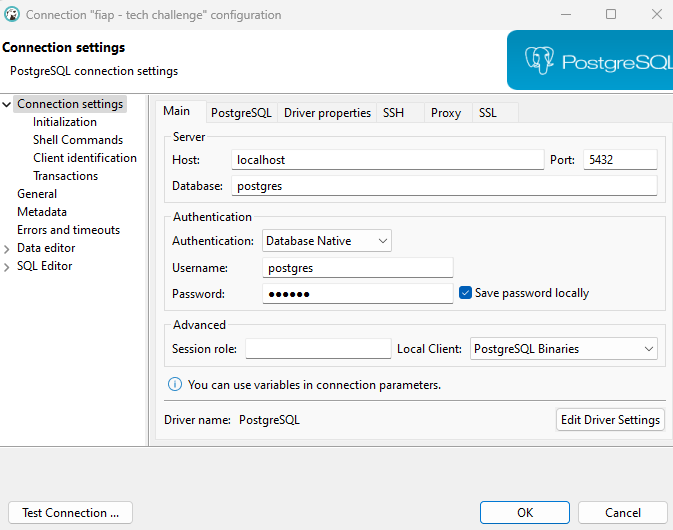 Connection "fiap - tech challenge" configuration
Connection settings
PostgreSQL connection settings
PostgreSQL
Connection settings
Initialization
Shell Commands
Client identification
Transactions
General
Metadata
Errors and timeouts
Data editor
SQL Editor
Main PostgreSQL Driver properties SSH Proxy SSL
Server
Host: localhost Port: 5432
Database: postgres
Authentication
Authentication: Database Native
Username: postgres
Password: ●●●●●● Save password locally
Advanced
Session role: Local Client: PostgreSQL Binaries
You can use variables in connection parameters.
Driver name: PostgreSQL Edit Driver Settings
Test Connection ... OK Cancel